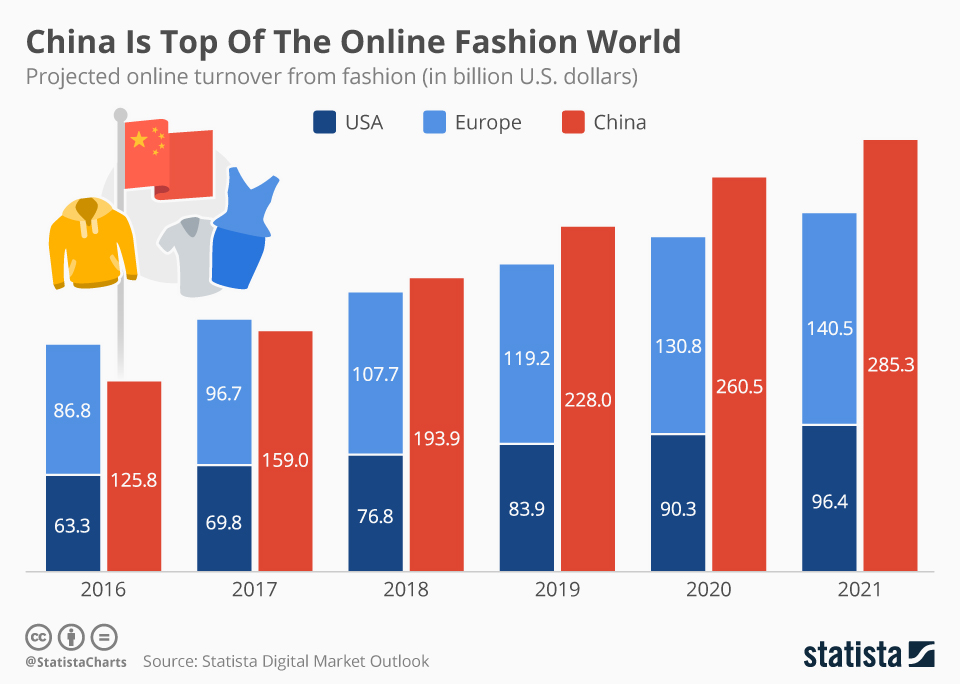 China Is Top Of The Online Fashion World
Projected online turnover from fashion (in billion U.S. dollars)
USA Europe China
86.8 96.7 107.7 119.2 130.8 140.5
125.8 159.0 193.9 228.0 260.5 285.3
63.3 69.8 76.8 83.9 90.3 96.4
2016 2017 2018 2019 2020 2021
cc =
@StatistaCharts Source: Statista Digital Market Outlook
statista